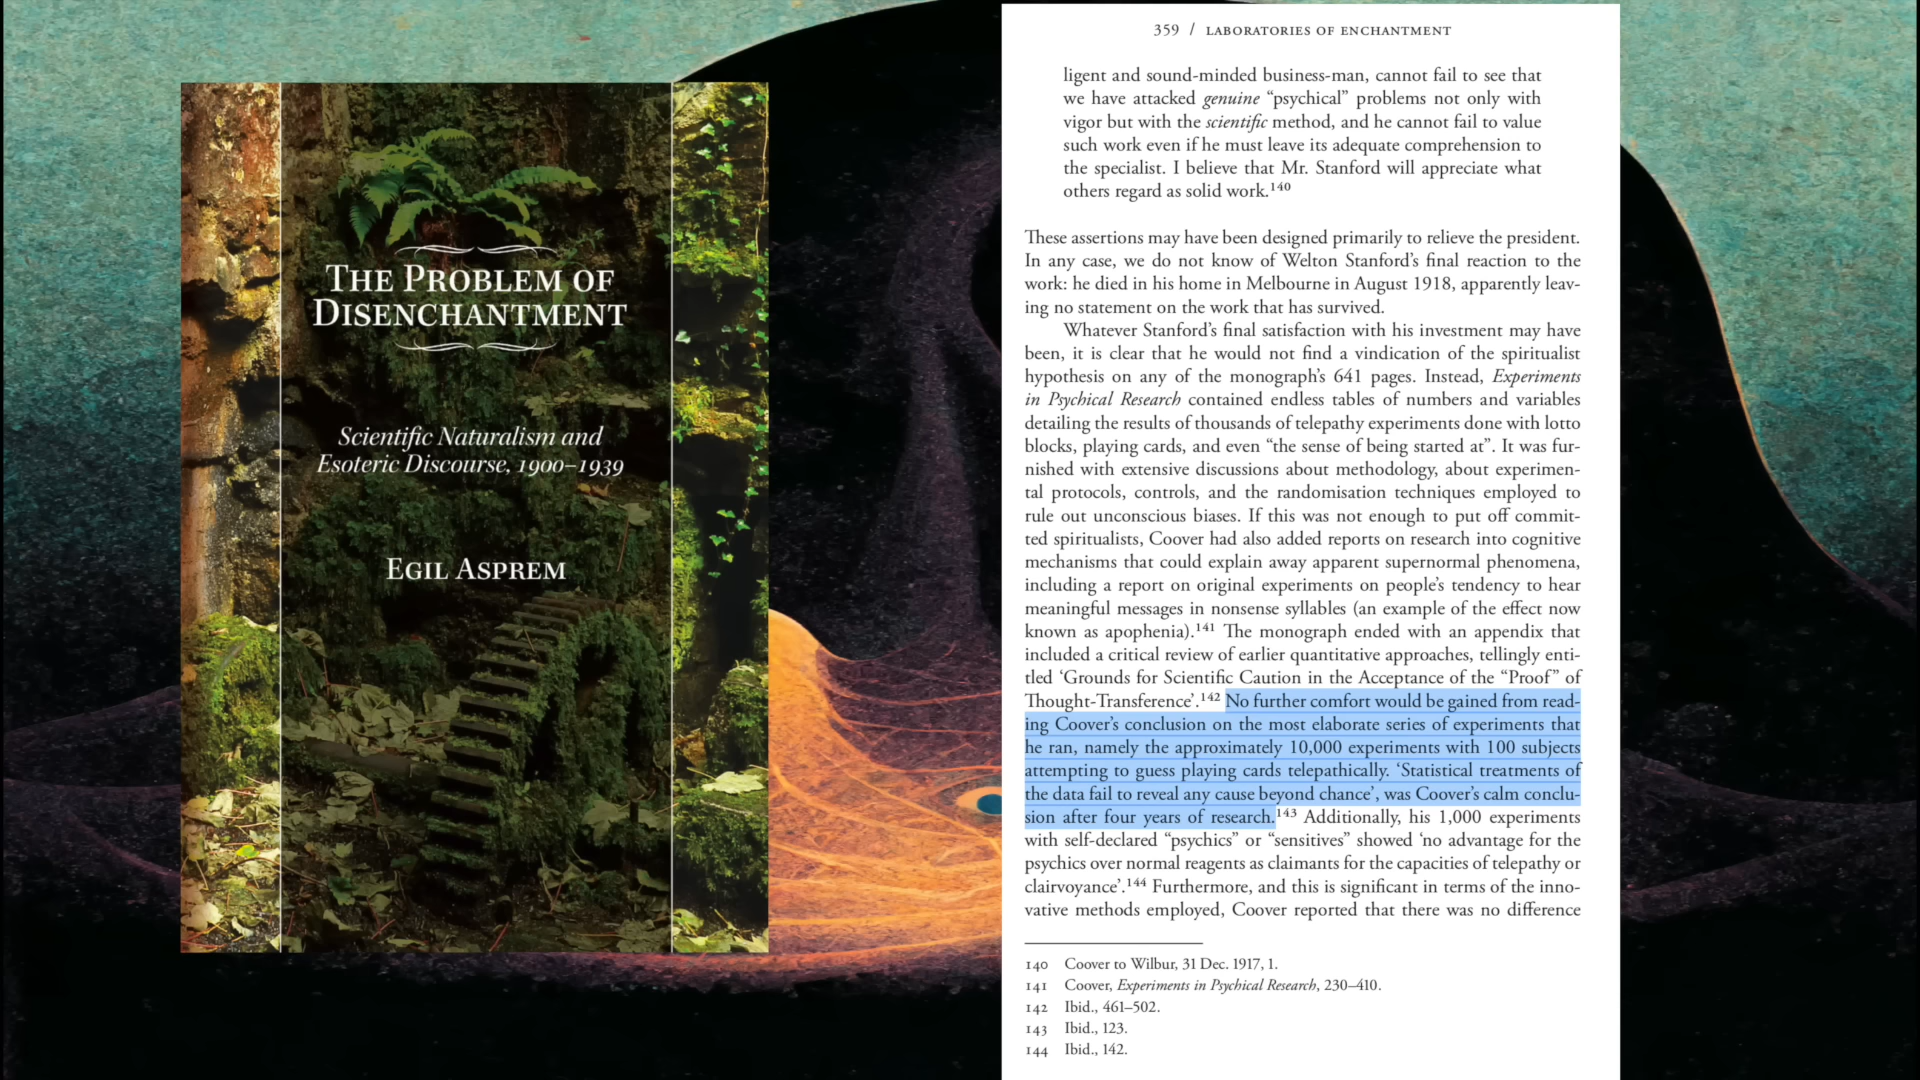 THE PROBLEM OF
DISENCHANTMENT
Scientific Naturalism and
Esoteric Discourse, 1900–1939
EGIL ASPREM
359 / LABORATORIES OF ENCHANTMENT
ligent and sound-minded business-man, cannot fail to see that
we have attacked genuine “psychical” problems not only with
vigor but with the scientific method, and he cannot fail to value
such work even if he must leave its adequate comprehension to
the specialist. I believe that Mr. Stanford will appreciate what
others regard as solid work.¹⁴⁰
These assertions may have been designed primarily to relieve the president.
In any case, we do not know of Welton Stanford’s final reaction to the
work: he died in his home in Melbourne in August 1918, apparently leav-
ing no statement on the work that has survived.
Whatever Stanford’s final satisfaction with his investment may have
been, it is clear that he would not find a vindication of the spiritualist
hypothesis on any of the monograph’s 641 pages. Instead, Experiments
in Psychical Research contained endless tables of numbers and variables
detailing the results of thousands of telepathy experiments done with lotto
blocks, playing cards, and even “the sense of being started at”. It was fur-
nished with extensive discussions about methodology, about experimen-
tal protocols, controls, and the randomisation techniques employed to
rule out unconscious biases. If this was not enough to put off commit-
ted spiritualists, Coover had also added reports on research into cognitive
mechanisms that could explain away apparent supernormal phenomena,
including a report on original experiments on people’s tendency to hear
meaningful messages in nonsense syllables (an example of the effect now
known as apophenia).¹⁴¹ The monograph ended with an appendix that
included a critical review of earlier quantitative approaches, tellingly enti-
tled ‘Grounds for Scientific Caution in the Acceptance of the “Proof” of
Thought-Transference’.¹⁴² No further comfort would be gained from read-
ing Coover’s conclusion on the most elaborate series of experiments that
he ran, namely the approximately 10,000 experiments with 100 subjects
attempting to guess playing cards telepathically. ‘Statistical treatments of
the data fail to reveal any cause beyond chance’, was Coover’s calm conclu-
sion after four years of research.¹⁴³ Additionally, his 1,000 experiments
with self-declared “psychics” or “sensitives” showed ‘no advantage for the
psychics over normal reagents as claimants for the capacities of telepathy or
clairvoyance’.¹⁴⁴ Furthermore, and this is significant in terms of the inno-
vative methods employed, Coover reported that there was no difference
140 Coover to Wilbur, 31 Dec. 1917, 1.
141 Coover, Experiments in Psychical Research, 230–410.
142 Ibid., 461–502.
143 Ibid., 123.
144 Ibid., 142.